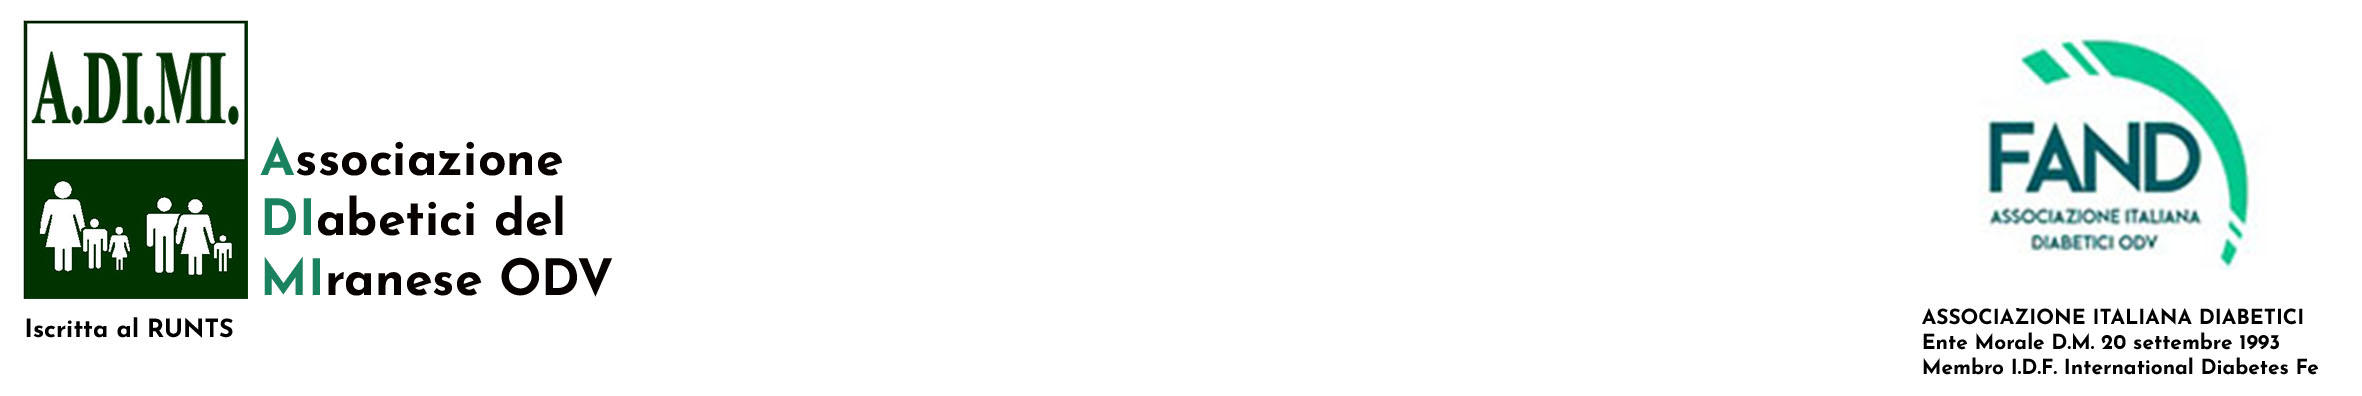 A.DI.MI.
Associazione
DIabetici del
MIranese ODV
Iscritta al RUNTS
FAND
ASSOCIAZIONE ITALIANA
DIABETICI ODV
ASSOCIAZIONE ITALIANA DIABETICI
Ente Morale D.M. 20 settembre 1993
Membro I.D.F. International Diabetes Fe